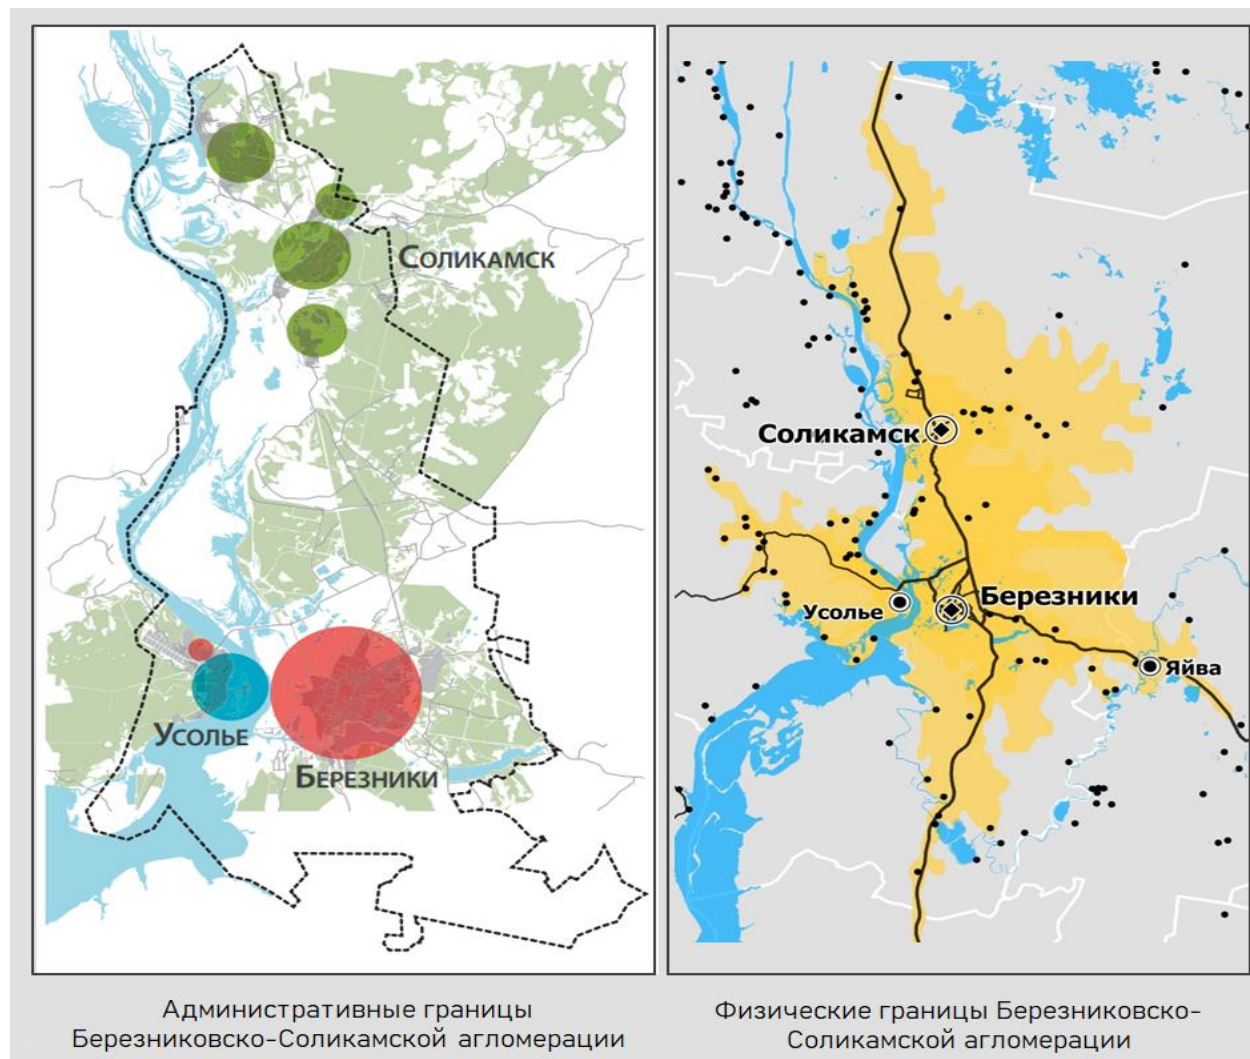 Соликамск
Усолье
Березники
Соликамск
Березники
Усолье
Яйва
Административные границы
Березниковско-Соликамской агломерации
Физические границы Березниковско-
Соликамской агломерации